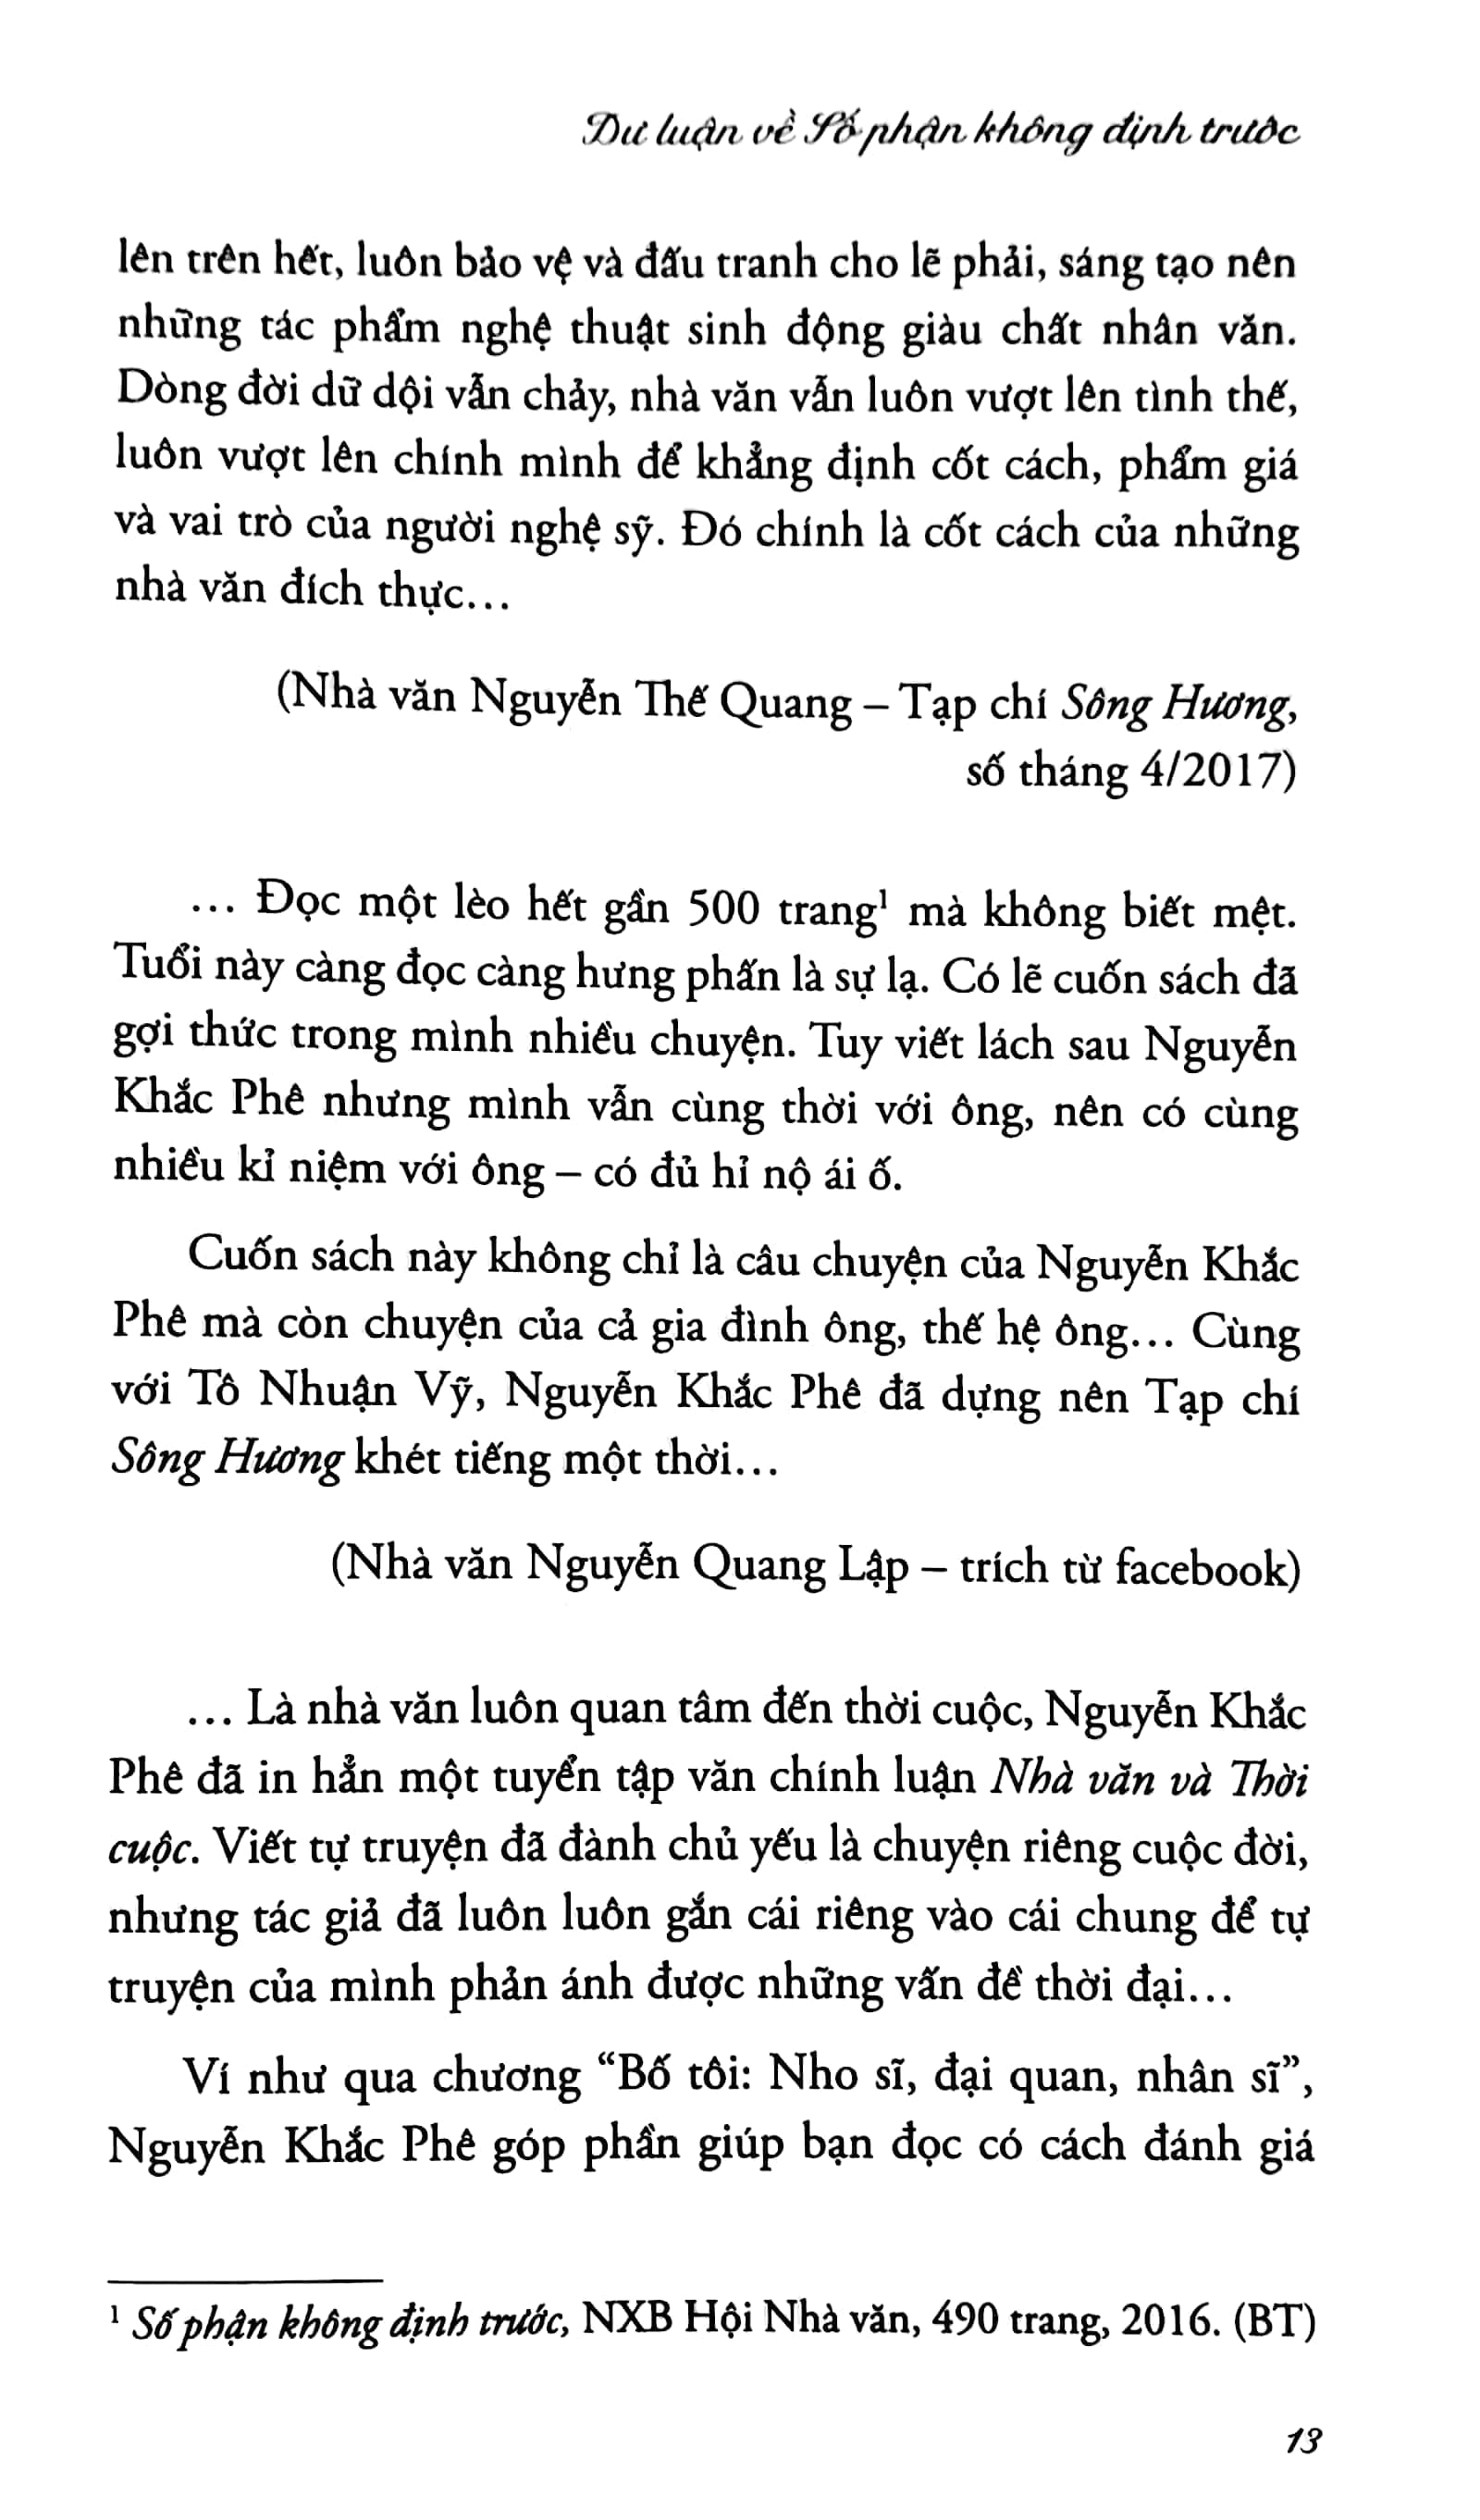 Dư luận về Số phận không định trước
lên trên hết, luôn bảo vệ và đấu tranh cho lẽ phải, sáng tạo nên
những tác phẩm nghệ thuật sinh động giàu chất nhân văn.
Dòng đời dữ dội vẫn chảy, nhà văn vẫn luôn vượt lên tình thế,
luôn vượt lên chính mình để khẳng định cốt cách, phẩm giá
và vai trò của người nghệ sỹ. Đó chính là cốt cách của những
nhà văn đích thực...
(Nhà văn Nguyễn Thế Quang – Tạp chí Sông Hương,
số tháng 4/2017)
... Đọc một lèo hết gần 500 trang¹ mà không biết mệt.
Tuổi này càng đọc càng hưng phấn là sự lạ. Có lẽ cuốn sách đã
gợi thức trong mình nhiều chuyện. Tuy viết lách sau Nguyễn
Khắc Phê nhưng mình vẫn cùng thời với ông, nên có cùng
nhiều kỉ niệm với ông – có đủ hỉ nộ ái ố.
Cuốn sách này không chỉ là câu chuyện của Nguyễn Khắc
Phê mà còn chuyện của cả gia đình ông, thế hệ ông... Cùng
với Tô Nhuận Vỹ, Nguyễn Khắc Phê đã dựng nên Tạp chí
Sông Hương khét tiếng một thời...
(Nhà văn Nguyễn Quang Lập – trích từ facebook)
... Là nhà văn luôn quan tâm đến thời cuộc, Nguyễn Khắc
Phê đã in hẳn một tuyển tập văn chính luận Nhà văn và Thời
cuộc. Viết tự truyện đã đành chủ yếu là chuyện riêng cuộc đời,
nhưng tác giả đã luôn luôn gắn cái riêng vào cái chung để tự
truyện của mình phản ánh được những vấn đề thời đại...
Ví như qua chương “Bố tôi: Nho sĩ, đại quan, nhân sĩ”,
Nguyễn Khắc Phê góp phần giúp bạn đọc có cách đánh giá
¹ Số phận không định trước, NXB Hội Nhà văn, 490 trang, 2016. (BT)
13